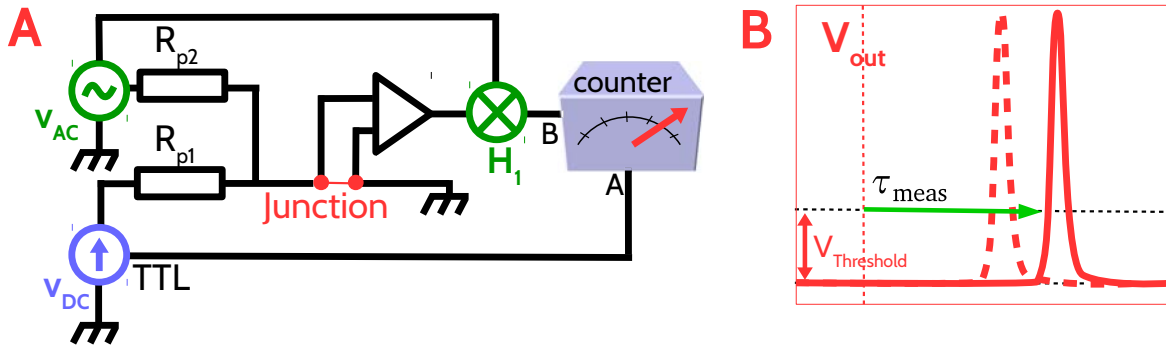 A
R_p2
V_AC
R_p1
Junction
H_1
B
counter
A
V_DC
TTL
B
V_out
τ_meas
V_Threshold